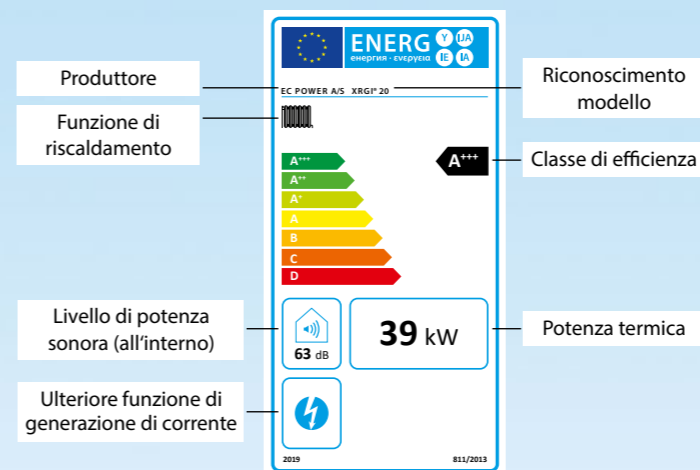 ENERG Y IJA
IE IA
енергия · ενεργεια
Produttore
EC POWER A/S XRGI® 20
Riconoscimento
modello
Funzione di
riscaldamento
A+++
A+++
Classe di efficienza
A++
A+
A
B
C
D
Livello di potenza
sonora (all'interno)
63 dB
39 kW
Potenza termica
Ulteriore funzione di
generazione di corrente
2019
811/2013